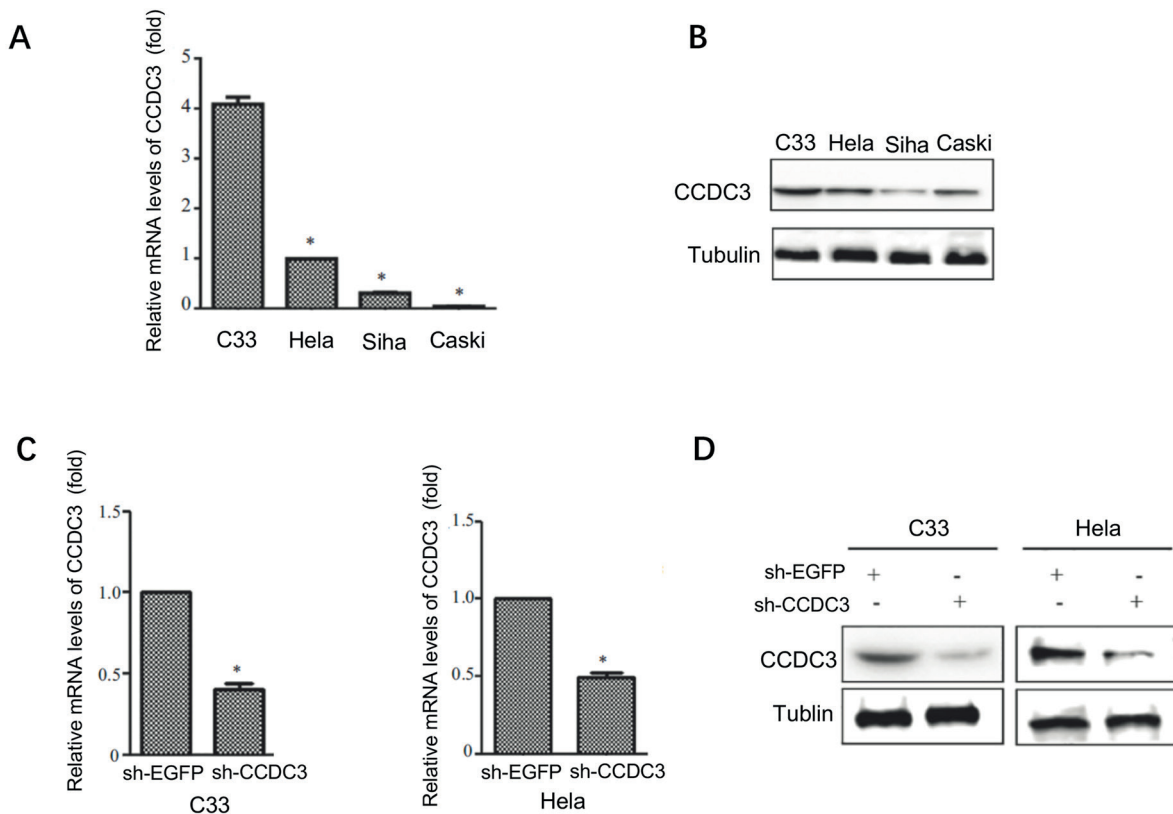 A
Relative mRNA levels of CCDC3 (fold)
5
4
3
2
1
0
*
*
*
C33 Hela Siha Caski
B
C33 Hela Siha Caski
CCDC3
Tubulin
C
Relative mRNA levels of CCDC3 (fold)
1.5
1.0
0.5
0
*
sh-EGFP sh-CCDC3
C33
Relative mRNA levels of CCDC3 (fold)
1.5
1.0
0.5
0
*
sh-EGFP sh-CCDC3
Hela
D
C33 Hela
sh-EGFP + - + -
sh-CCDC3 - + - +
CCDC3
Tublin